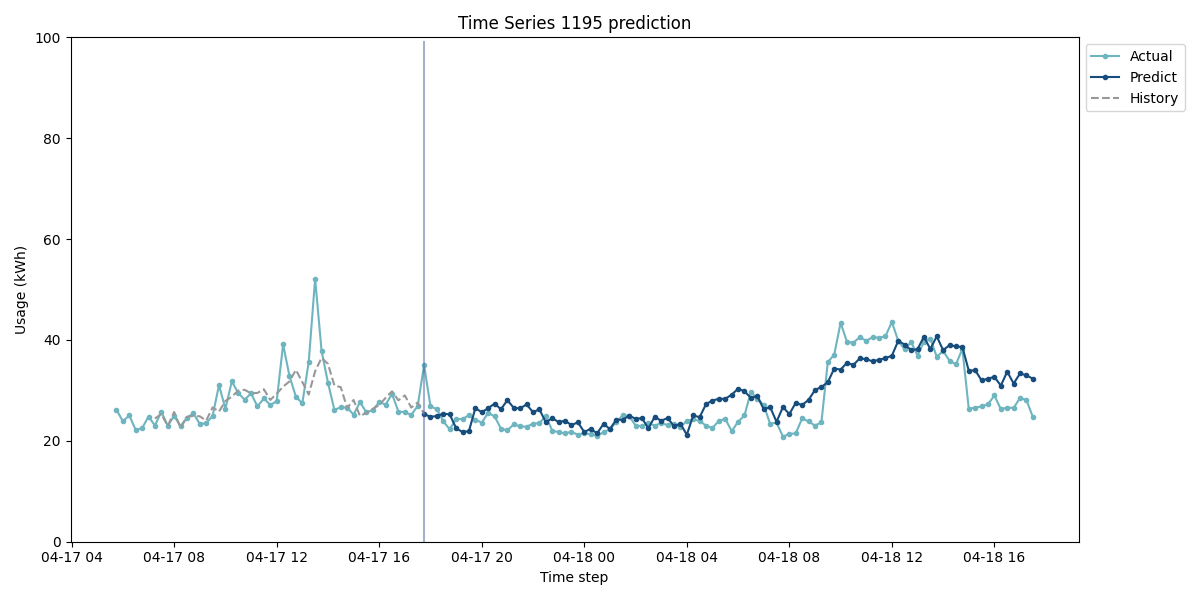 Time Series 1195 prediction
Usage (kWh)
100
80
60
40
20
0
04-17 04
04-17 08
04-17 12
04-17 16
04-17 20
04-18 00
04-18 04
04-18 08
04-18 12
04-18 16
Time step
Actual
Predict
History